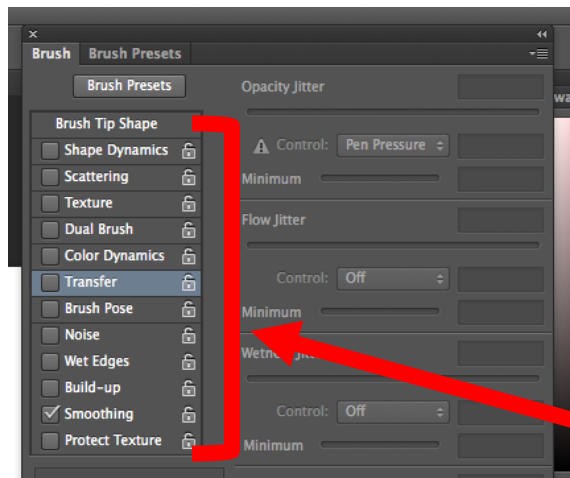 Brush Brush Presets
Brush Presets
Brush Tip Shape
Shape Dynamics
Scattering
Texture
Dual Brush
Color Dynamics
Transfer
Brush Pose
Noise
Wet Edges
Build-up
Smoothing
Protect Texture
Opacity Jitter
Control: Pen Pressure
Minimum
Flow Jitter
Control: Off
Minimum
Control: Off
Minimum